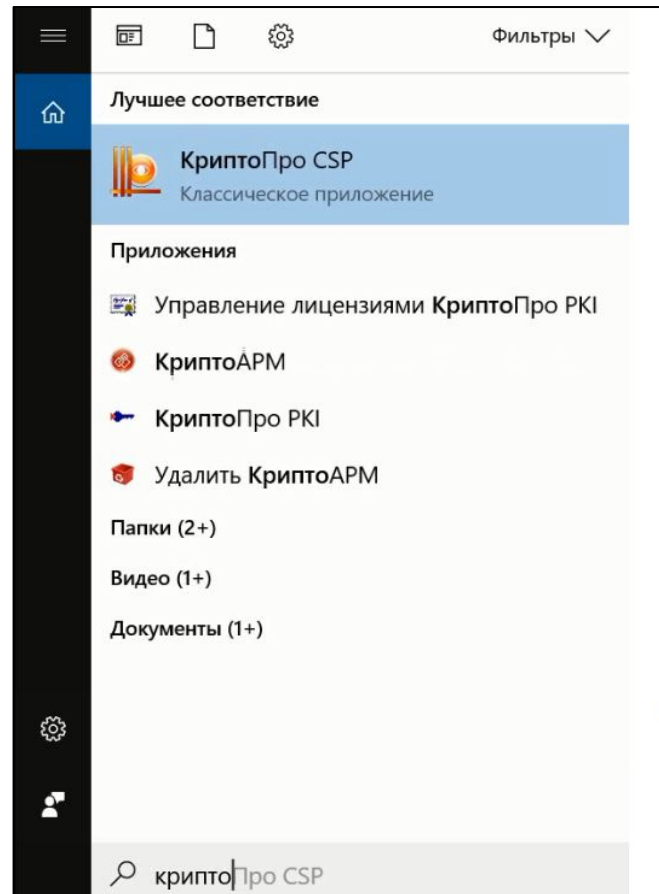 Фильтры
Лучшее соответствие
КриптоПро CSP
Классическое приложение
Приложения
Управление лицензиями КриптоПро PKI
КриптоАРМ
КриптоПро PKI
Удалить КриптоАРМ
Папки (2+)
Видео (1+)
Документы (1+)
криптоПро CSP